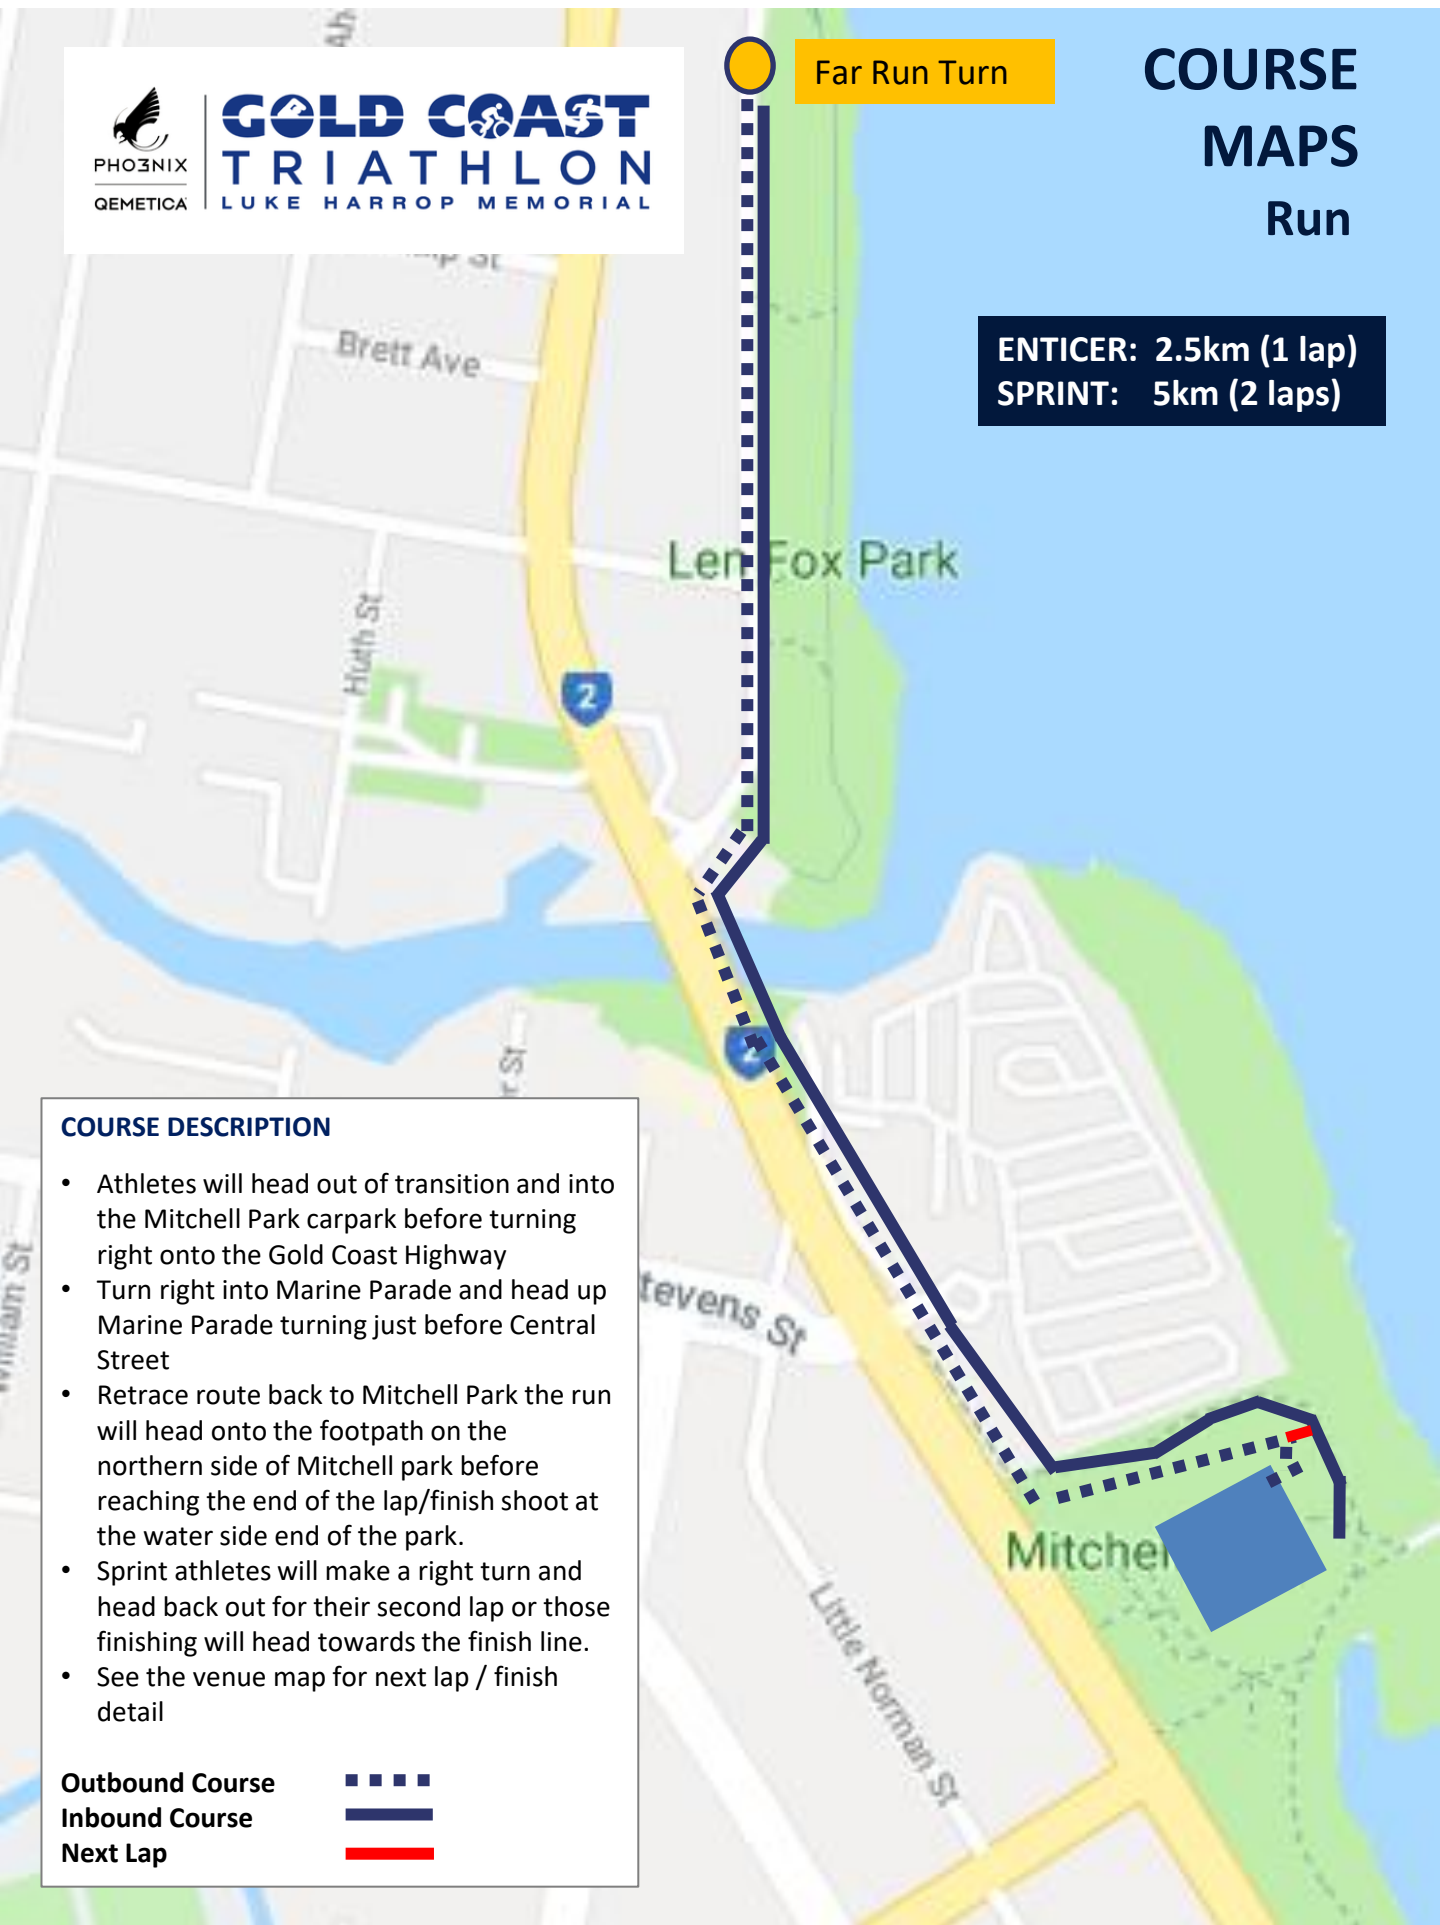 Far Run Turn
COURSE
MAPS
Run
PHO3NIX
QEMETICA
GOLD COAST
TRIATHLON
LUKE HARROP MEMORIAL
ENTICER: 2.5km (1 lap)
SPRINT: 5km (2 laps)
St
Brett Ave
Len Fox Park
Huth St
2
2
St
tevens St
William St
Mitchel
Little Norman St
COURSE DESCRIPTION
• Athletes will head out of transition and into
the Mitchell Park carpark before turning
right onto the Gold Coast Highway
• Turn right into Marine Parade and head up
Marine Parade turning just before Central
Street
• Retrace route back to Mitchell Park the run
will head onto the footpath on the
northern side of Mitchell park before
reaching the end of the lap/finish shoot at
the water side end of the park.
• Sprint athletes will make a right turn and
head back out for their second lap or those
finishing will head towards the finish line.
• See the venue map for next lap / finish
detail
Outbound Course
Inbound Course
Next Lap